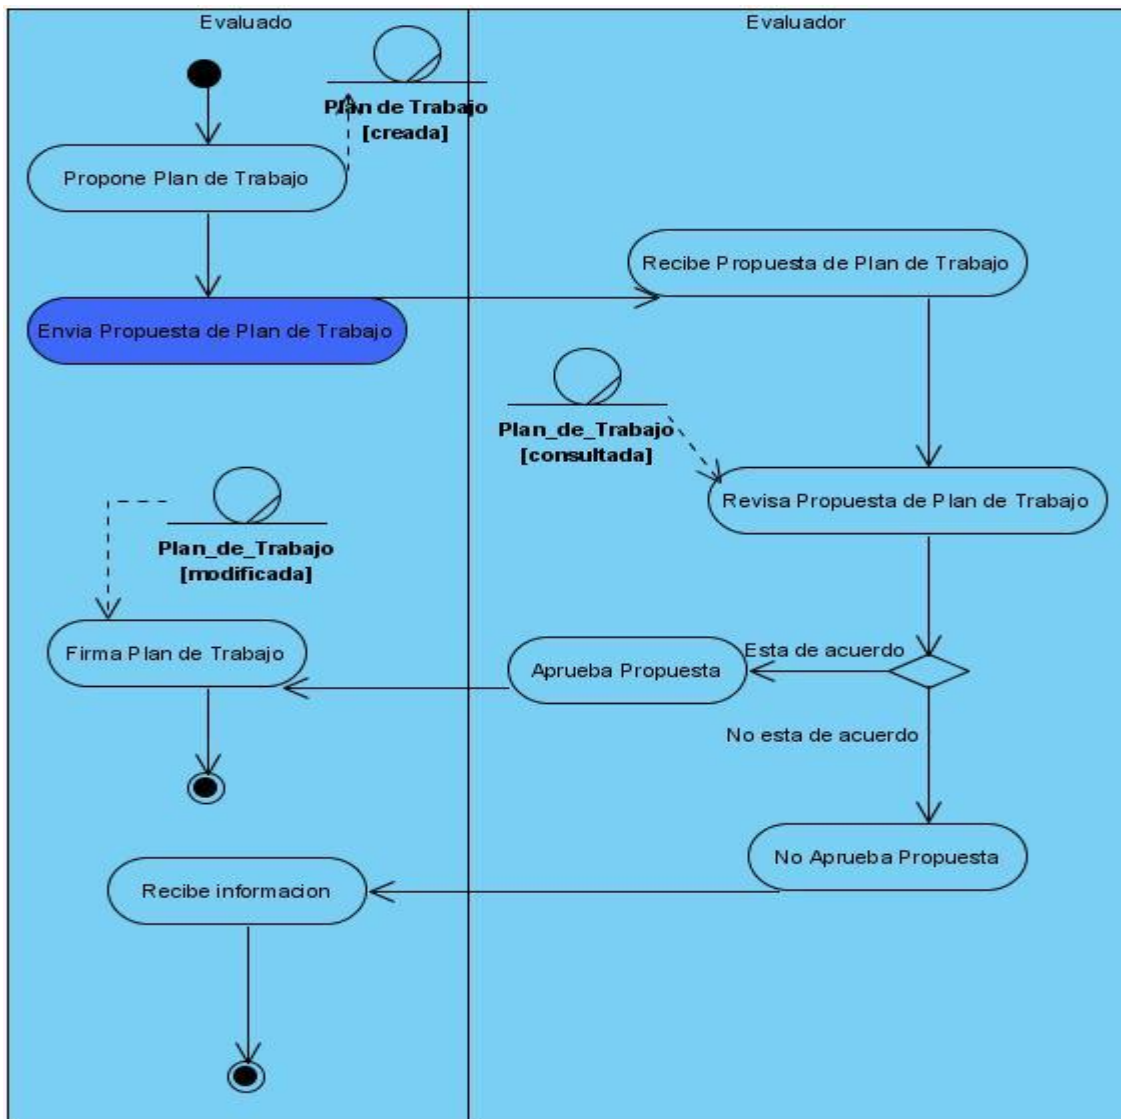 Evaluado
Evaluador
Plan de Trabajo
[creada]
Propone Plan de Trabajo
Recibe Propuesta de Plan de Trabajo
Envia Propuesta de Plan de Trabajo
Plan_de_Trabajo
[consultada]
Revisa Propuesta de Plan de Trabajo
Plan_de_Trabajo
[modificada]
Firma Plan de Trabajo
Aprueba Propuesta
Esta de acuerdo
No esta de acuerdo
No Aprueba Propuesta
Recibe informacion